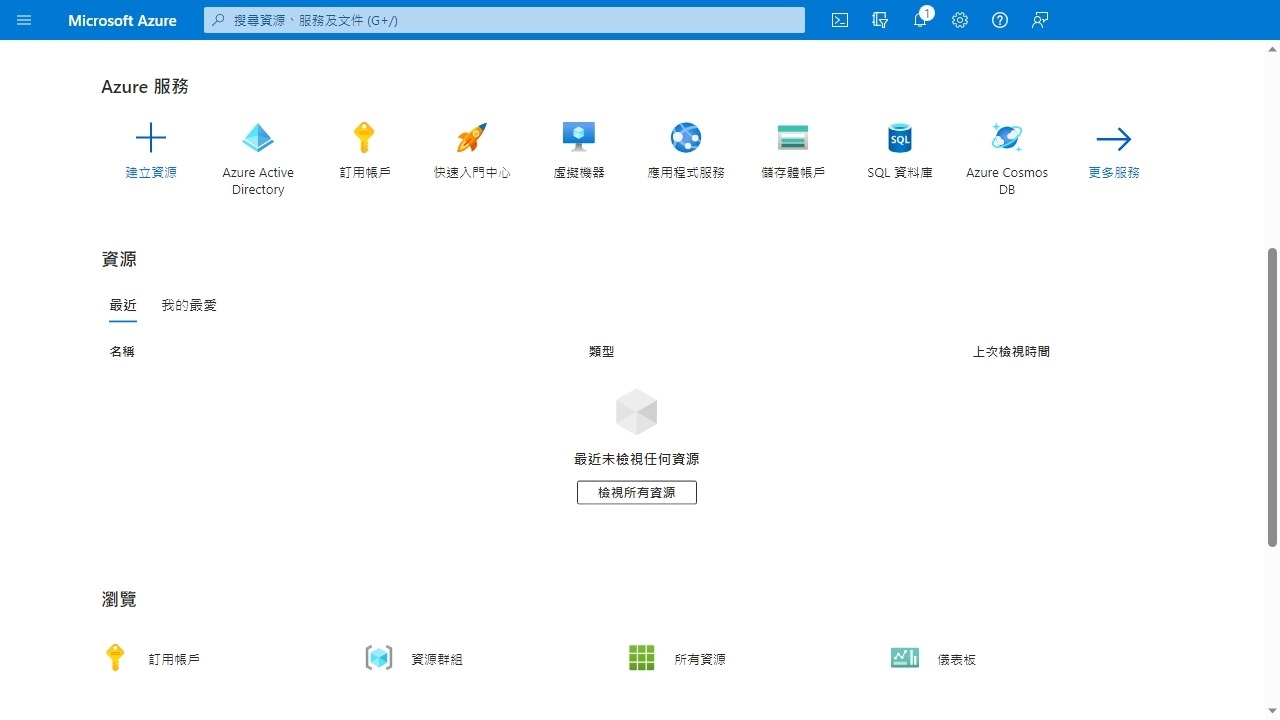 Microsoft Azure
搜尋資源、服務及文件 (G+/)
1
Azure 服務
建立資源
Azure Active
Directory
訂用帳戶
快速入門中心
虛擬機器
應用程式服務
儲存體帳戶
SQL
SQL 資料庫
Azure Cosmos
DB
更多服務
資源
最近
我的最愛
名稱
類型
上次檢視時間
最近未檢視任何資源
檢視所有資源
瀏覽
訂用帳戶
資源群組
所有資源
儀表板